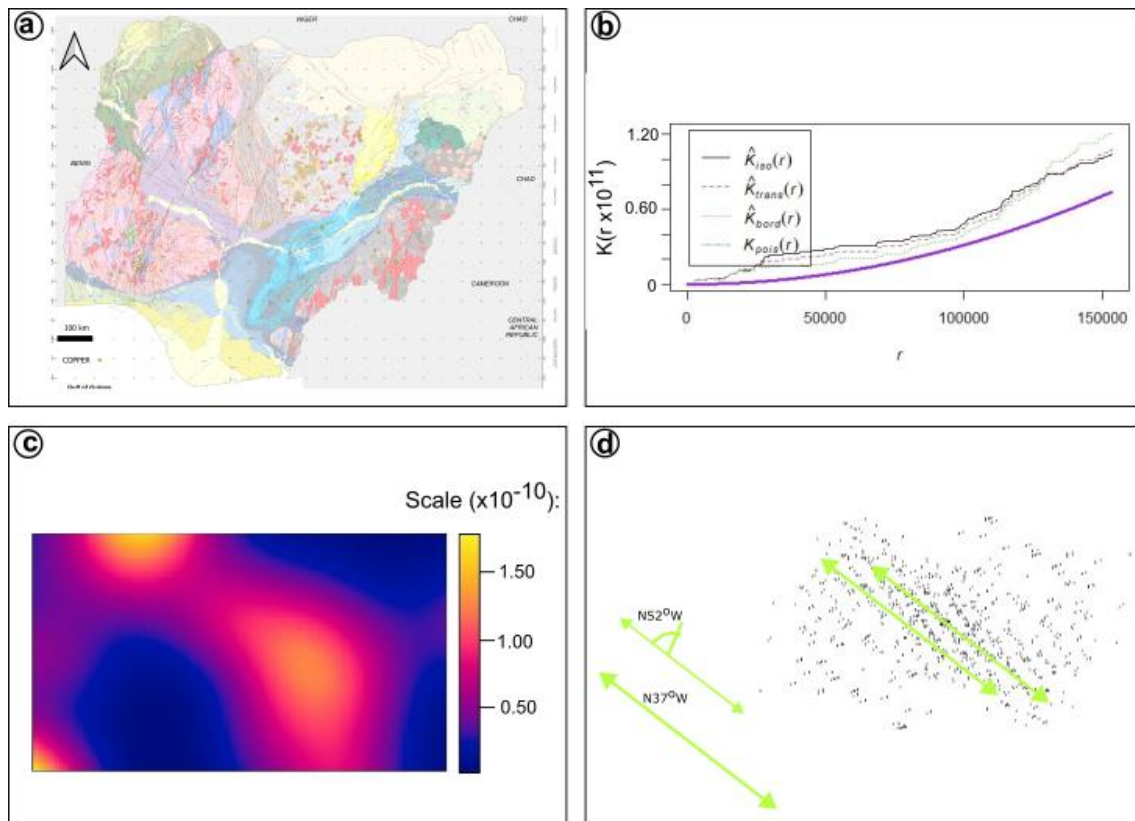 a
NIGER
CHAD
BENIN
CHAD
CAMEROON
CENTRAL
AFRICAN
REPUBLIC
100 km
COPPER
b
1.20
0.60
0
K(r x10^11)
K̂iso(r)
K̂trans(r)
K̂bord(r)
Kpois(r)
0
50000
100000
150000
r
c
Scale (x10^-10):
1.50
1.00
0.50
d
N52°W
N37°W